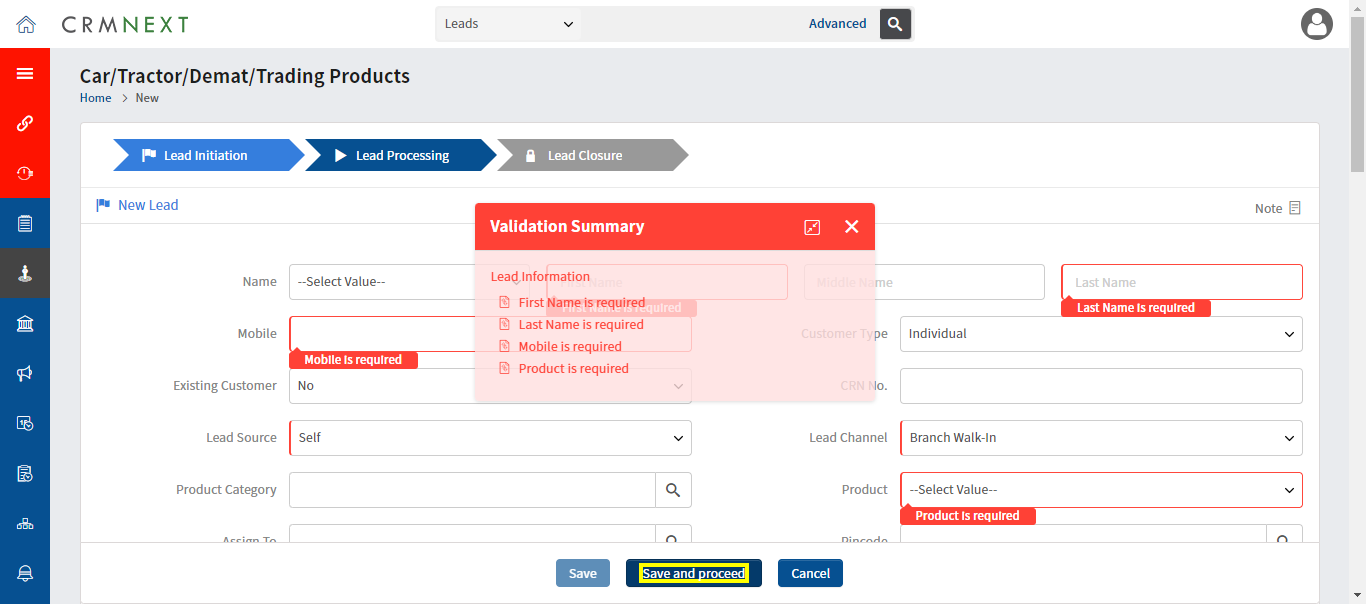 CRMNEXT
Leads
Advanced
Car/Tractor/Demat/Trading Products
Home > New
Lead Initiation
Lead Processing
Lead Closure
New Lead
Note
Validation Summary
Lead Information
First Name is required
Last Name is required
Mobile is required
Product is required
Name
--Select Value--
First Name
First Name is required
Middle Name
Last Name
Last Name is required
Mobile
Mobile is required
Customer Type
Individual
Existing Customer
No
CRN No.
Lead Source
Self
Lead Channel
Branch Walk-In
Product Category
Product
--Select Value--
Product is required
Assign To
Pincode
Save
Save and proceed
Cancel